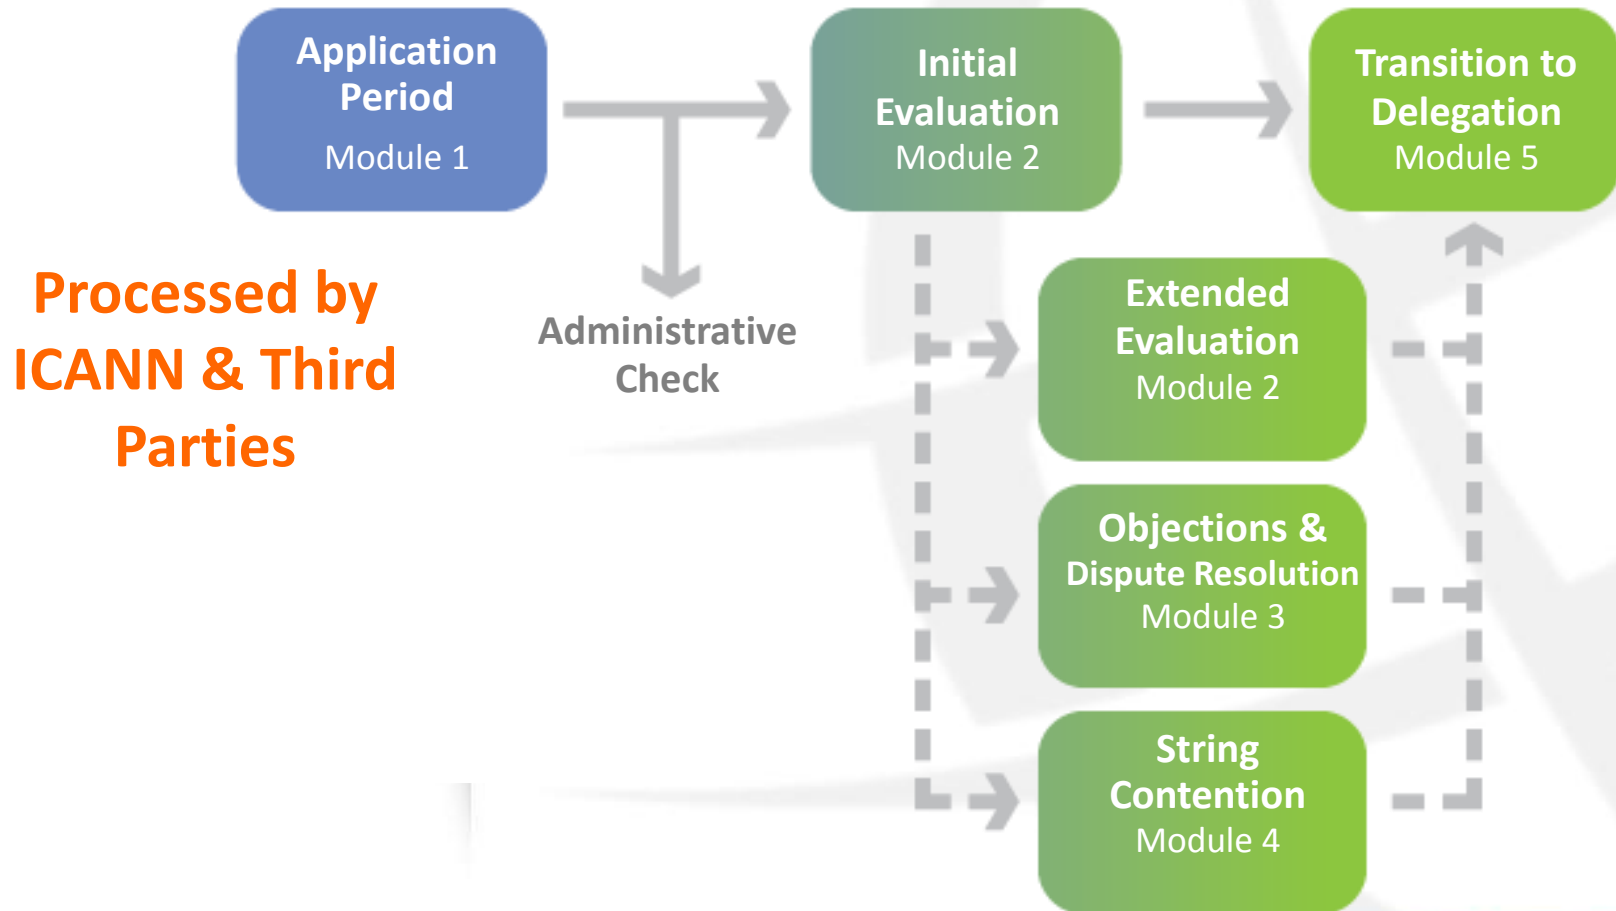 Application
Period
Module 1
Initial
Evaluation
Module 2
Transition to
Delegation
Module 5
Processed by
ICANN & Third
Parties
Administrative
Check
Extended
Evaluation
Module 2
Objections &
Dispute Resolution
Module 3
String
Contention
Module 4